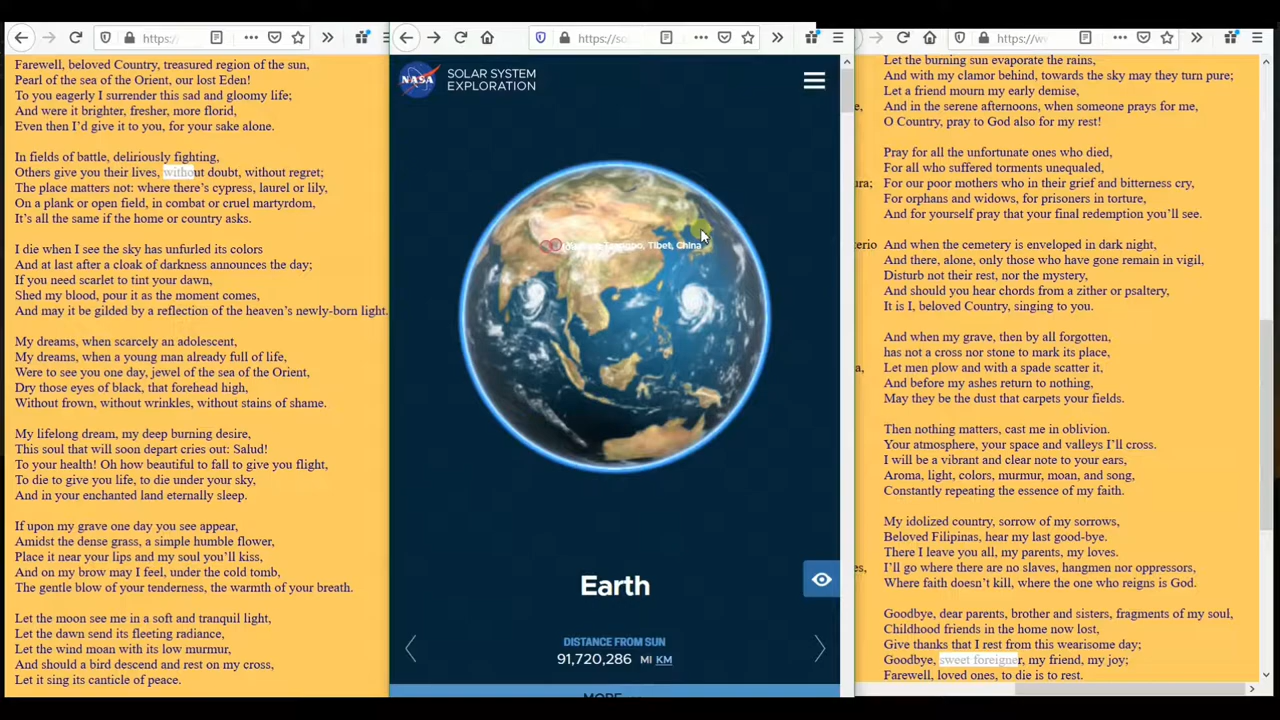 https://
Farewell, beloved Country, treasured region of the sun,
Pearl of the sea of the Orient, our lost Eden!
To you eagerly I surrender this sad and gloomy life;
And were it brighter, fresher, more florid,
Even then I'd give it to you, for your sake alone.
In fields of battle, deliriously fighting,
Others give you their lives, without doubt, without regret;
The place matters not: where there's cypress, laurel or lily,
On a plank or open field, in combat or cruel martyrdom,
It's all the same if the home or country asks.
I die when I see the sky has unfurled its colors
And at last after a cloak of darkness announces the day;
If you need scarlet to tint your dawn,
Shed my blood, pour it as the moment comes,
And may it be gilded by a reflection of the heaven's newly-born light.
My dreams, when scarcely an adolescent,
My dreams, when a young man already full of life,
Were to see you one day, jewel of the sea of the Orient,
Dry those eyes of black, that forehead high,
Without frown, without wrinkles, without stains of shame.
My lifelong dream, my deep burning desire,
This soul that will soon depart cries out: Salud!
To your health! Oh how beautiful to fall to give you flight,
To die to give you life, to die under your sky,
And in your enchanted land eternally sleep.
If upon my grave one day you see appear,
Amidst the dense grass, a simple humble flower,
Place it near your lips and my soul you'll kiss,
And on my brow may I feel, under the cold tomb,
The gentle blow of your tenderness, the warmth of your breath.
Let the moon see me in a soft and tranquil light,
Let the dawn send its fleeting radiance,
Let the wind moan with its low murmur,
And should a bird descend and rest on my cross,
Let it sing its canticle of peace.
https://so
NASA
SOLAR SYSTEM
EXPLORATION
Tibet, China
Earth
DISTANCE FROM SUN
91,720,286 MI KM
MORE
https://w
Let the burning sun evaporate the rains,
And with my clamor behind, towards the sky may they turn pure;
Let a friend mourn my early demise,
And in the serene afternoons, when someone prays for me,
O Country, pray to God also for my rest!
Pray for all the unfortunate ones who died,
For all who suffered torments unequaled,
For our poor mothers who in their grief and bitterness cry,
For orphans and widows, for prisoners in torture,
And for yourself pray that your final redemption you'll see.
And when the cemetery is enveloped in dark night,
And there, alone, only those who have gone remain in vigil,
Disturb not their rest, nor the mystery,
And should you hear chords from a zither or psaltery,
It is I, beloved Country, singing to you.
And when my grave, then by all forgotten,
has not a cross nor stone to mark its place,
Let men plow and with a spade scatter it,
And before my ashes return to nothing,
May they be the dust that carpets your fields.
Then nothing matters, cast me in oblivion.
Your atmosphere, your space and valleys I'll cross.
I will be a vibrant and clear note to your ears,
Aroma, light, colors, murmur, moan, and song,
Constantly repeating the essence of my faith.
My idolized country, sorrow of my sorrows,
Beloved Filipinas, hear my last good-bye.
There I leave you all, my parents, my loves.
I'll go where there are no slaves, hangmen nor oppressors,
Where faith doesn't kill, where the one who reigns is God.
Goodbye, dear parents, brother and sisters, fragments of my soul,
Childhood friends in the home now lost,
Give thanks that I rest from this wearisome day;
Goodbye, sweet foreigner, my friend, my joy;
Farewell, loved ones, to die is to rest.